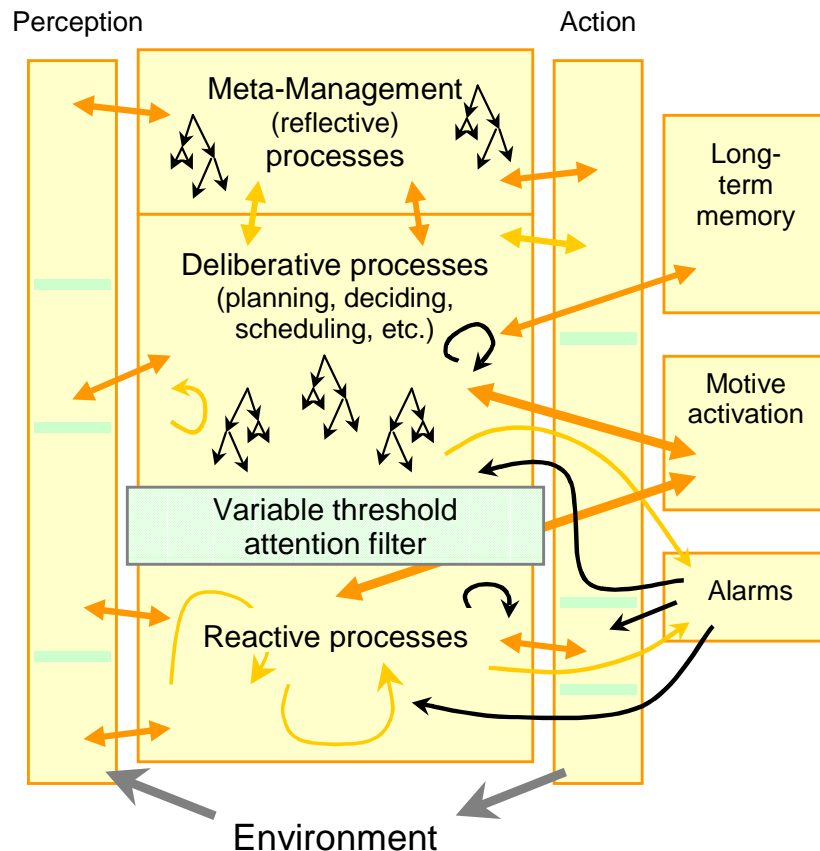 Perception
Action
Meta-Management
(reflective)
processes
Long-
term
memory
Deliberative processes
(planning, deciding,
scheduling, etc.)
Motive
activation
Variable threshold
attention filter
Alarms
Reactive processes
Environment